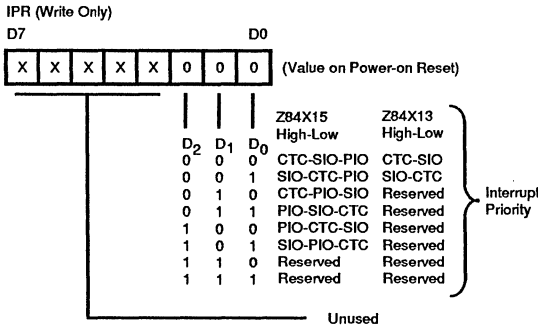 IPR (Write Only)
D7 D0
X X X X X 0 0 0 (Value on Power-on Reset)
Z84X15 Z84X13
High-Low High-Low
D2 D1 D0
0 0 0 CTC-SIO-PIO CTC-SIO
0 0 1 SIO-CTC-PIO SIO-CTC
0 1 0 CTC-PIO-SIO Reserved
0 1 1 PIO-SIO-CTC Reserved
1 0 0 PIO-CTC-SIO Reserved
1 0 1 SIO-PIO-CTC Reserved
1 1 0 Reserved Reserved
1 1 1 Reserved Reserved
Interrupt
Priority
Unused